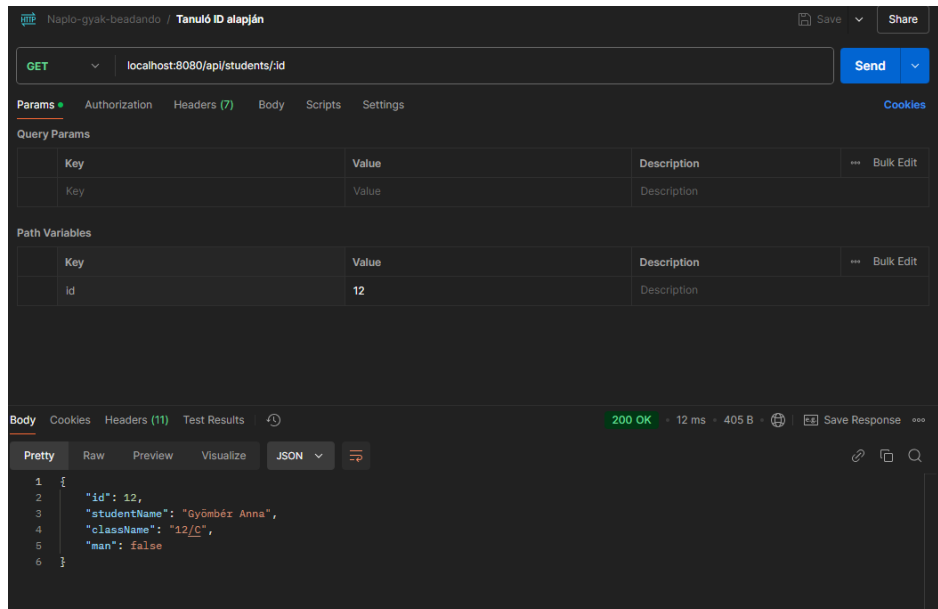 HTTP Naplo-gyak-beadando / Tanuló ID alapján Save Share
GET localhost:8080/api/students/:id Send
Params Authorization Headers (7) Body Scripts Settings Cookies
Query Params
Key Value Description Bulk Edit
Key Value Description
Path Variables
Key Value Description Bulk Edit
id 12 Description
Body Cookies Headers (11) Test Results 200 OK 12 ms 405 B e.g. Save Response
Pretty Raw Preview Visualize JSON
1 {
2 "id": 12,
3 "studentName": "Gyömbér Anna",
4 "className": "12/C",
5 "man": false
6 }